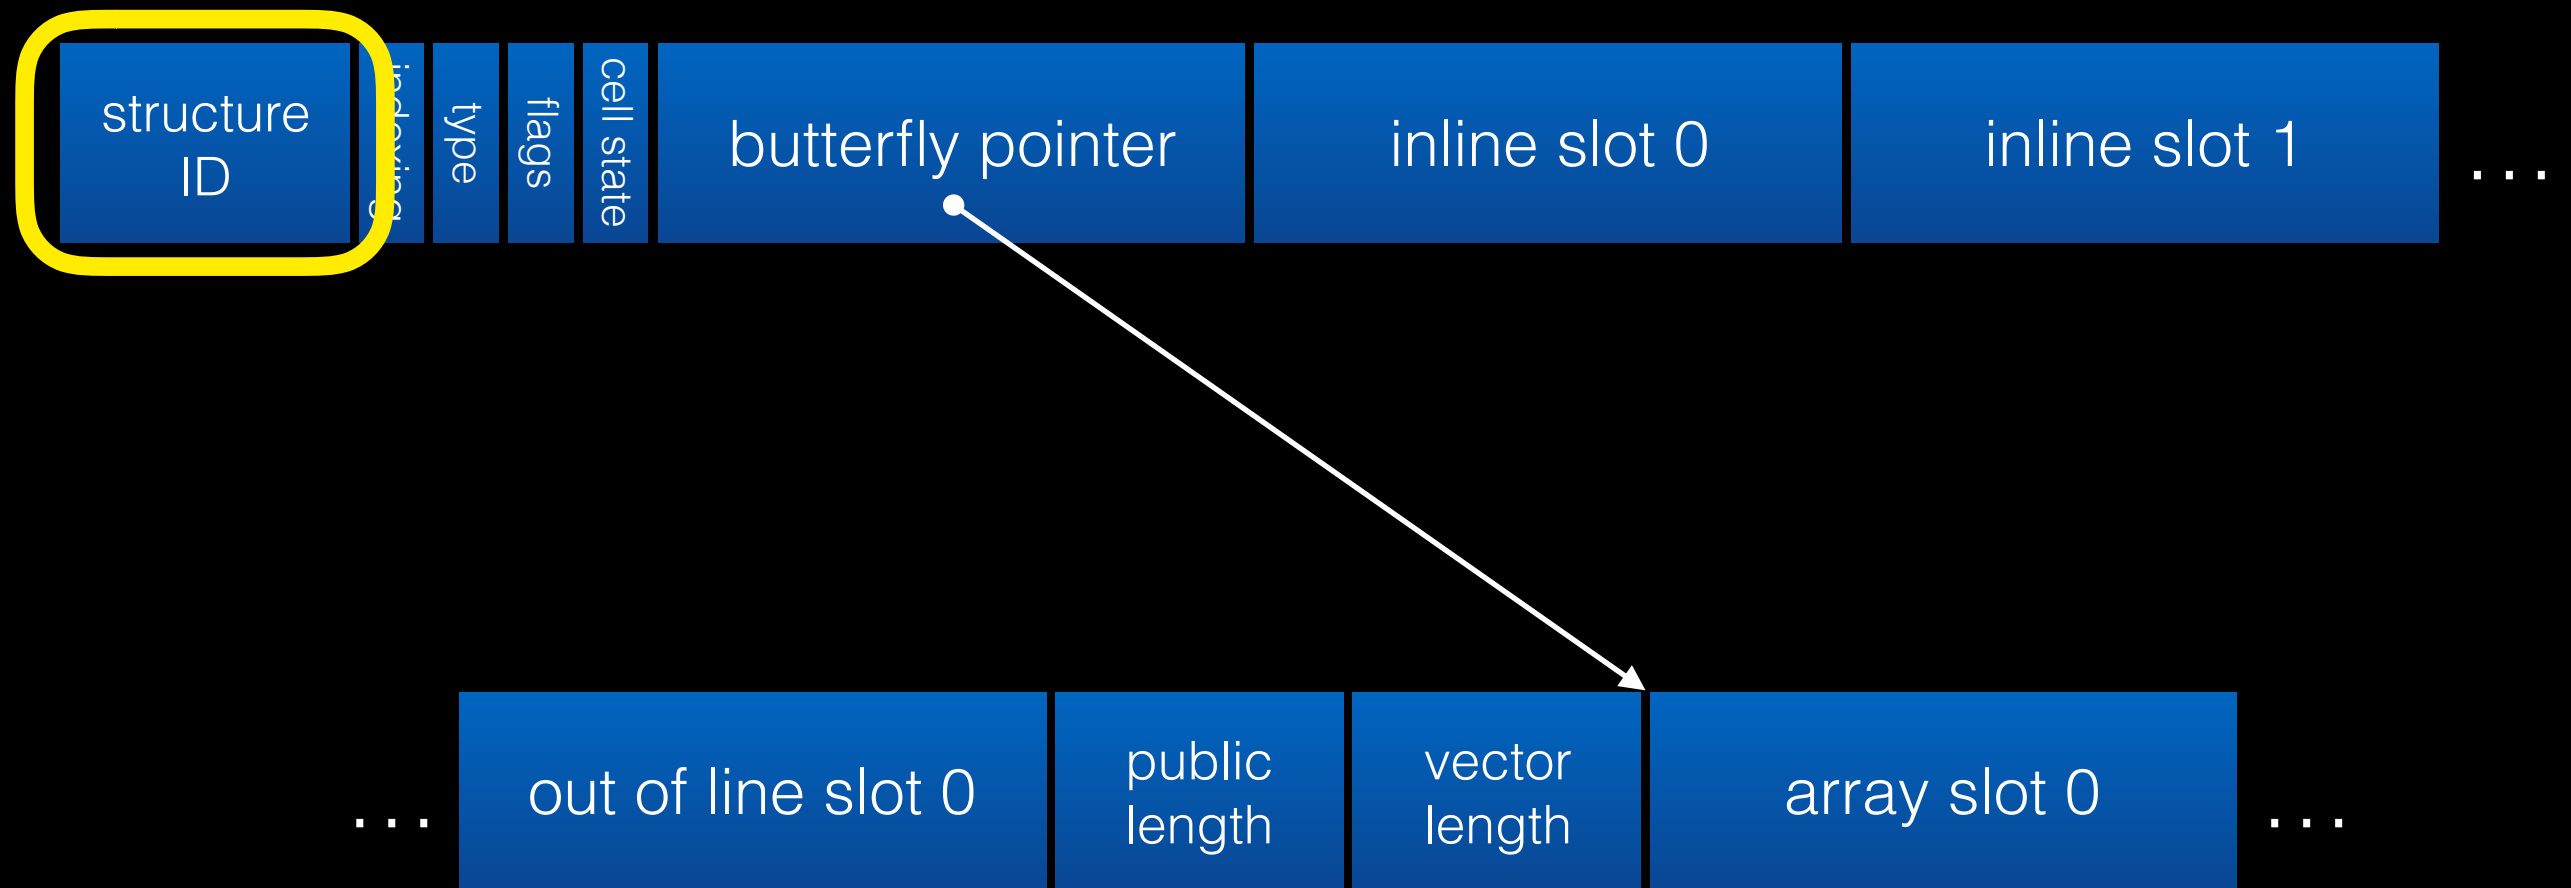 structure
ID
indexing
type
flags
cell state
butterfly pointer
inline slot 0
inline slot 1
...
...
out of line slot 0
public
length
vector
length
array slot 0
...